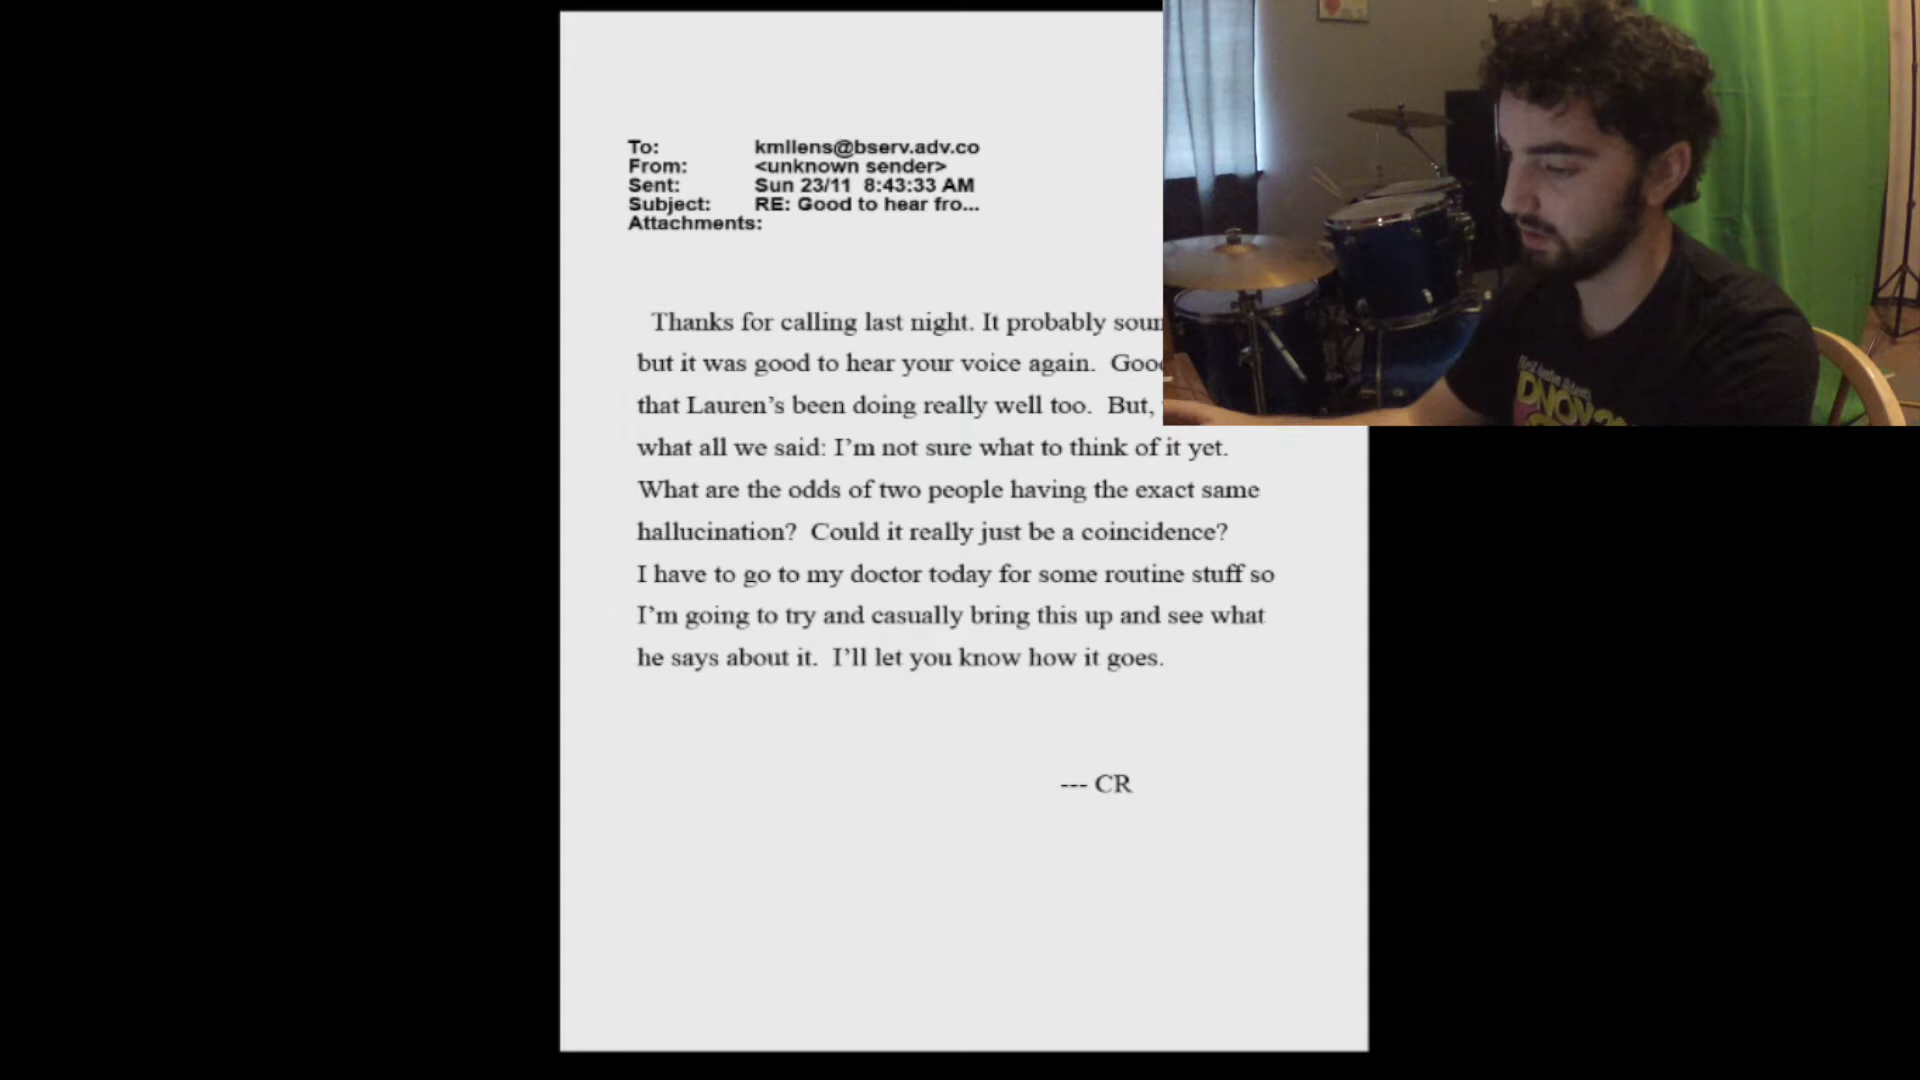 To: kmllens@bserv.adv.co
From: <unknown sender>
Sent: Sun 23/11 8:43:33 AM
Subject: RE: Good to hear fro...
Attachments:
Thanks for calling last night. It probably
but it was good to hear your voice again.
that Lauren’s been doing really well too. But,
what all we said: I’m not sure what to think of it yet.
What are the odds of two people having the exact same
hallucination? Could it really just be a coincidence?
I have to go to my doctor today for some routine stuff so
I’m going to try and casually bring this up and see what
he says about it. I’ll let you know how it goes.
--- CR